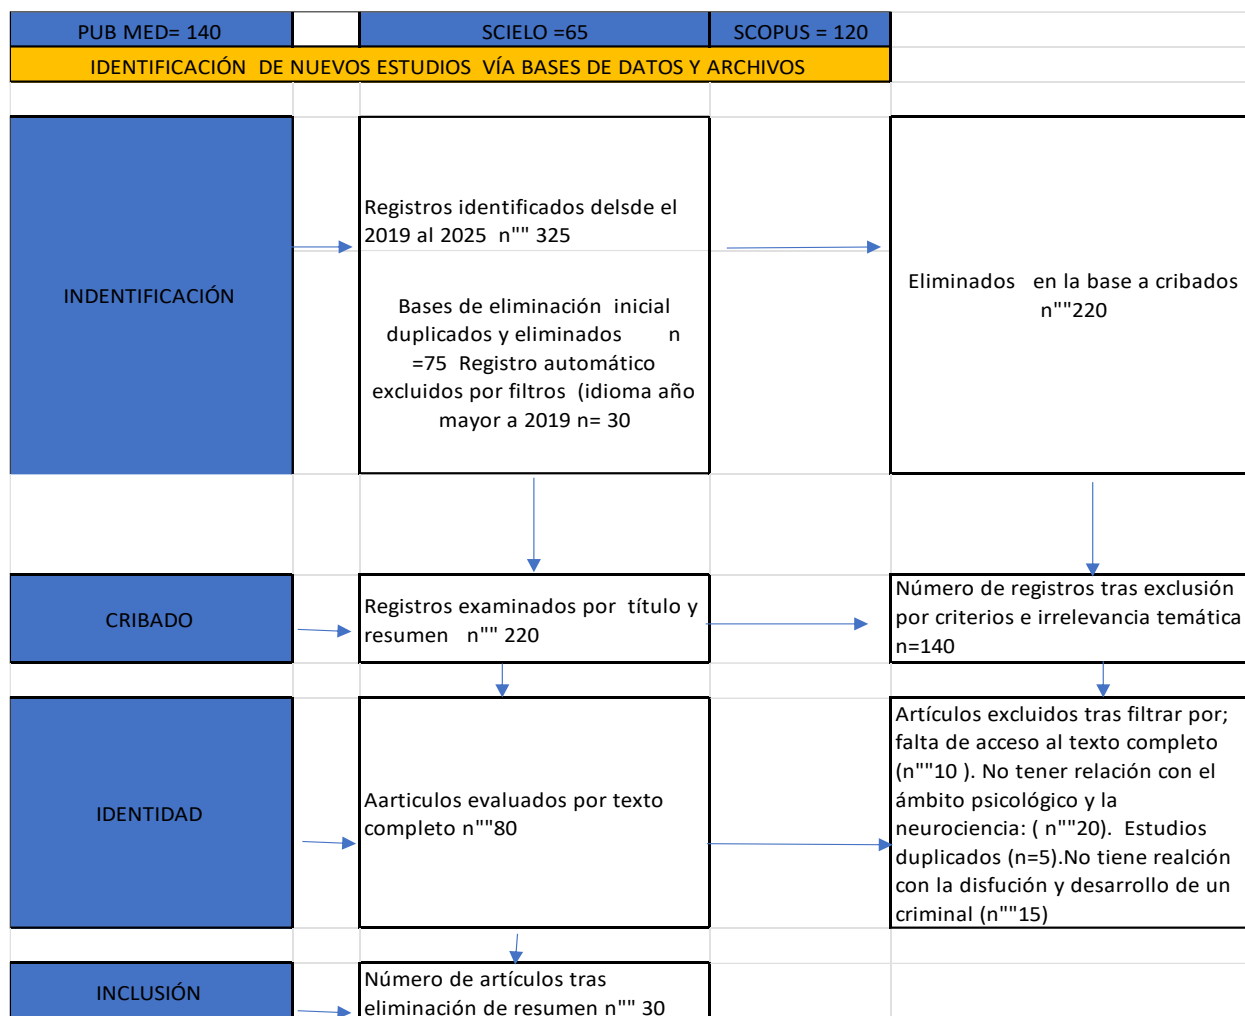 PUB MED= 140
SCIELO =65
SCOPUS = 120
IDENTIFICACIÓN DE NUEVOS ESTUDIOS VÍA BASES DE DATOS Y ARCHIVOS
INDENTIFICACIÓN
Registros identificados delsde el
2019 al 2025 n"" 325
Bases de eliminación inicial
duplicados y eliminados n
=75 Registro automático
excluidos por filtros (idioma año
mayor a 2019 n= 30
Eliminados en la base a cribados
n""220
CRIBADO
Registros examinados por título y
resumen n"" 220
Número de registros tras exclusión
por criterios e irrelevancia temática
n=140
IDENTIDAD
Aarticulos evaluados por texto
completo n""80
Artículos excluidos tras filtrar por;
falta de acceso al texto completo
(n""10 ). No tener relación con el
ámbito psicológico y la
neurociencia: ( n""20). Estudios
duplicados (n=5).No tiene realción
con la disfución y desarrollo de un
criminal (n""15)
INCLUSIÓN
Número de artículos tras
eliminación de resumen n"" 30